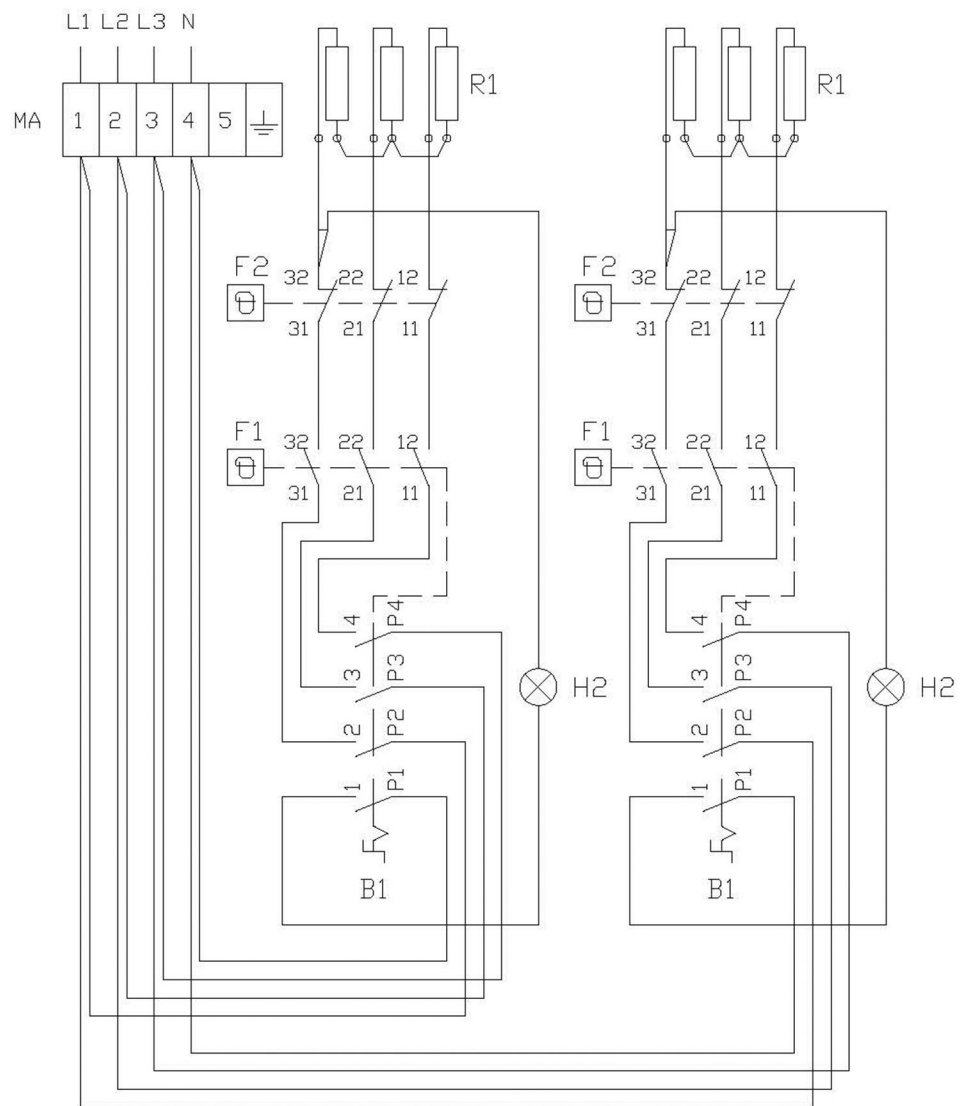 L1 L2 L3 N
R1 R1
MA 1 2 3 4 5
F2 32 22 12 F2 32 22 12
31 21 11 31 21 11
F1 32 22 12 F1 32 22 12
31 21 11 31 21 11
4 P4 4 P4
3 P3 3 P3
H2 H2
2 P2 2 P2
1 P1 1 P1
B1 B1